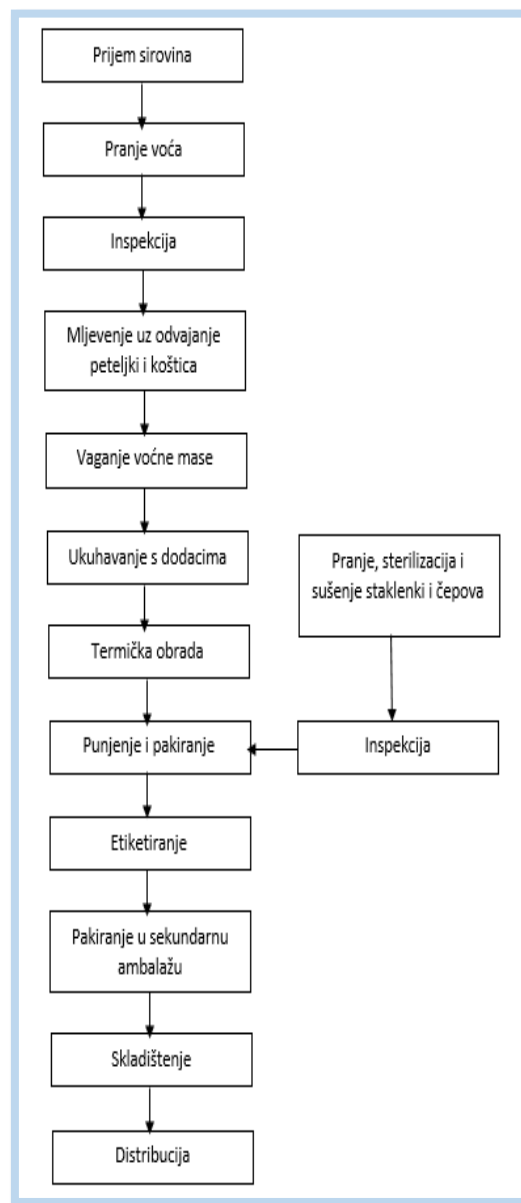 Prijem sirovina
Pranje voća
Inspekcija
Mljevenje uz odvajanje
peteljki i koštica
Vaganje voćne mase
Ukuhavanje s dodacima
Pranje, sterilizacija i
sušenje staklenki i čepova
Termička obrada
Punjenje i pakiranje
Inspekcija
Etiketiranje
Pakiranje u sekundarnu
ambalažu
Skladištenje
Distribucija